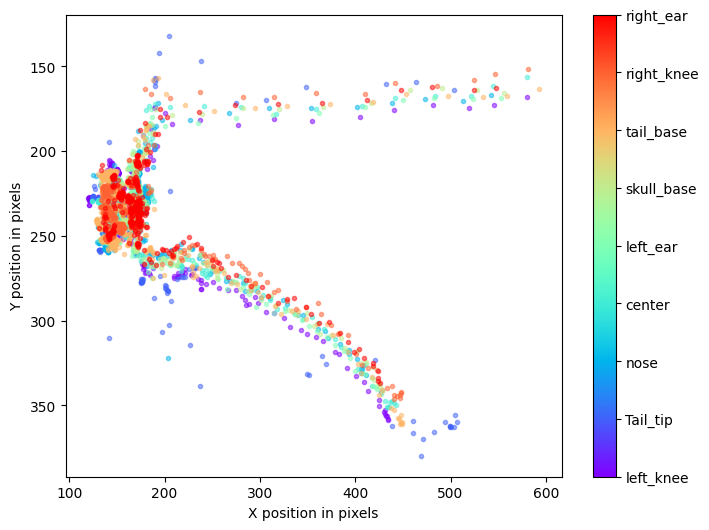 150
200
250
300
350
Y position in pixels
100
200
300
400
500
600
X position in pixels
right_ear
right_knee
tail_base
skull_base
left_ear
center
nose
Tail_tip
left_knee